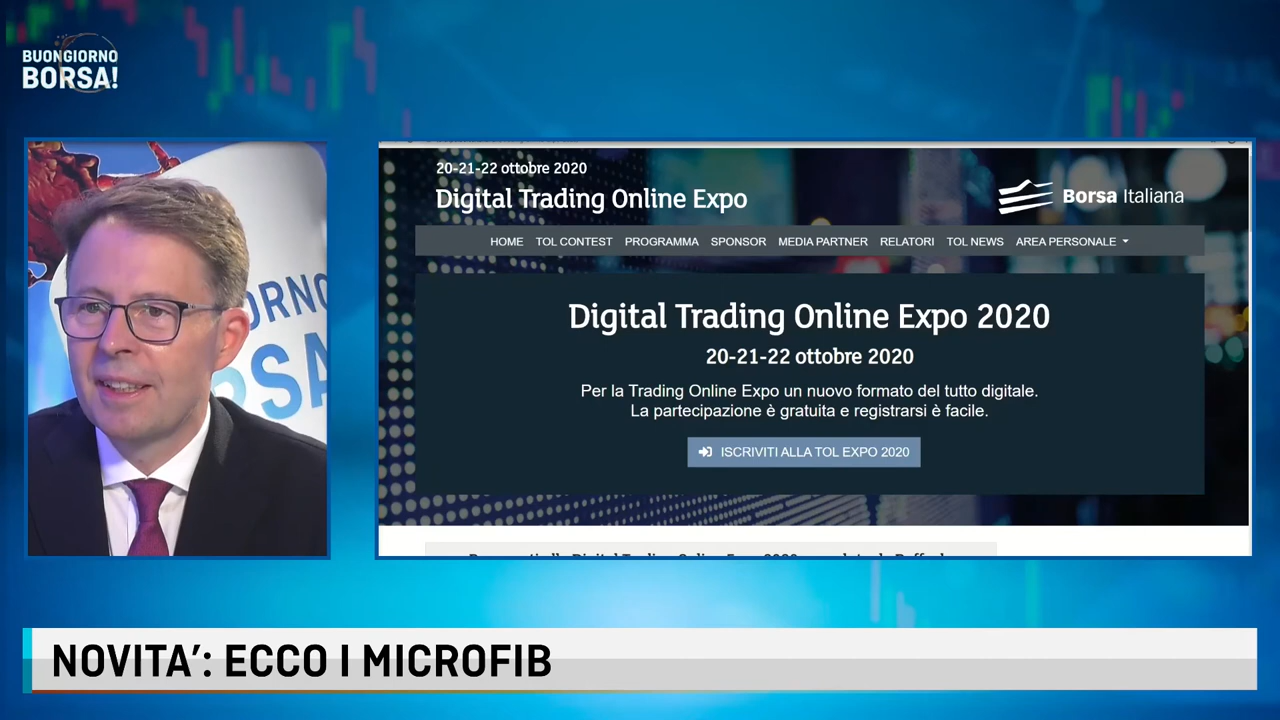 BUONGIORNO
BORSA!
ORNO
RSA
20-21-22 ottobre 2020
Digital Trading Online Expo
Borsa Italiana
HOME TOL CONTEST PROGRAMMA SPONSOR MEDIA PARTNER RELATORI TOL NEWS AREA PERSONALE
Digital Trading Online Expo 2020
20-21-22 ottobre 2020
Per la Trading Online Expo un nuovo formato del tutto digitale.
La partecipazione è gratuita e registrarsi è facile.
ISCRIVITI ALLA TOL EXPO 2020
NOVITA’: ECCO I MICROFIB